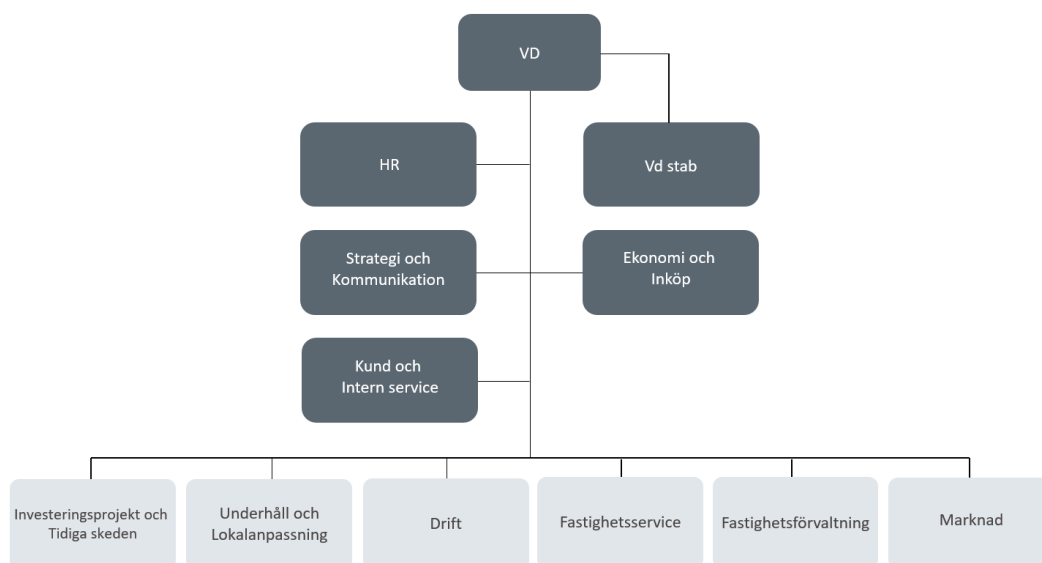 VD
HR
Vd stab
Strategi och
Kommunikation
Ekonomi och
Inköp
Kund och
Intern service
Investeringsprojekt och
Tidiga skeden
Underhåll och
Lokalanpassning
Drift
Fastighetsservice
Fastighetsförvaltning
Marknad